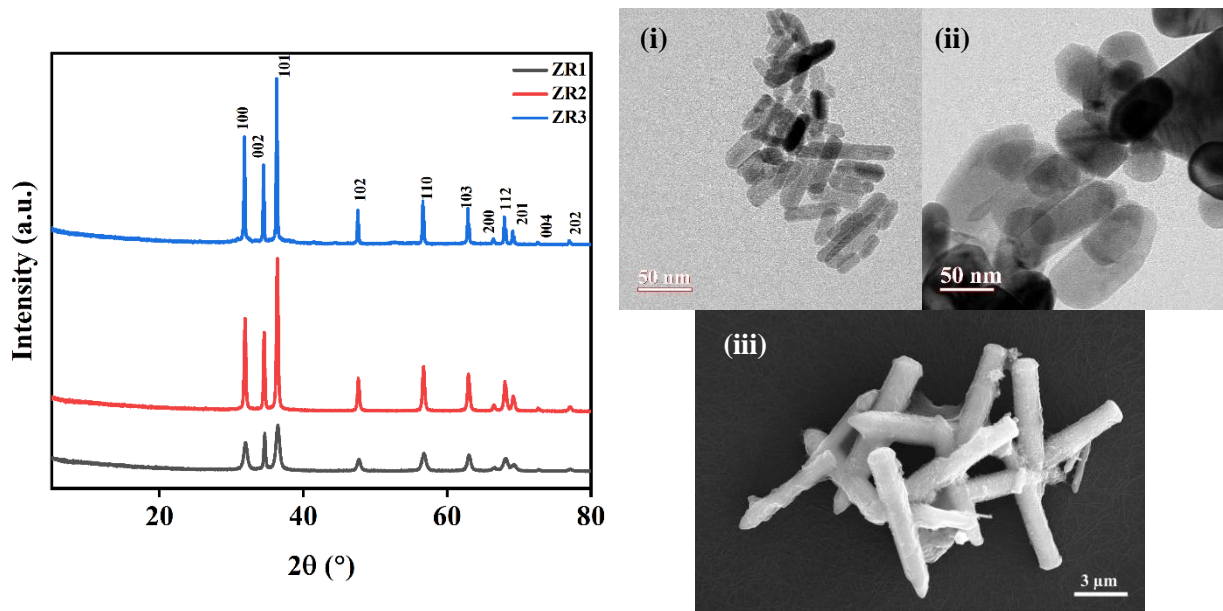 Intensity (a.u.)
ZR1
ZR2
ZR3
100
002
101
102
110
103
200
112
201
004
202
20
40
60
80
2θ (°)
(i)
50 nm
(ii)
50 nm
(iii)
3 μm